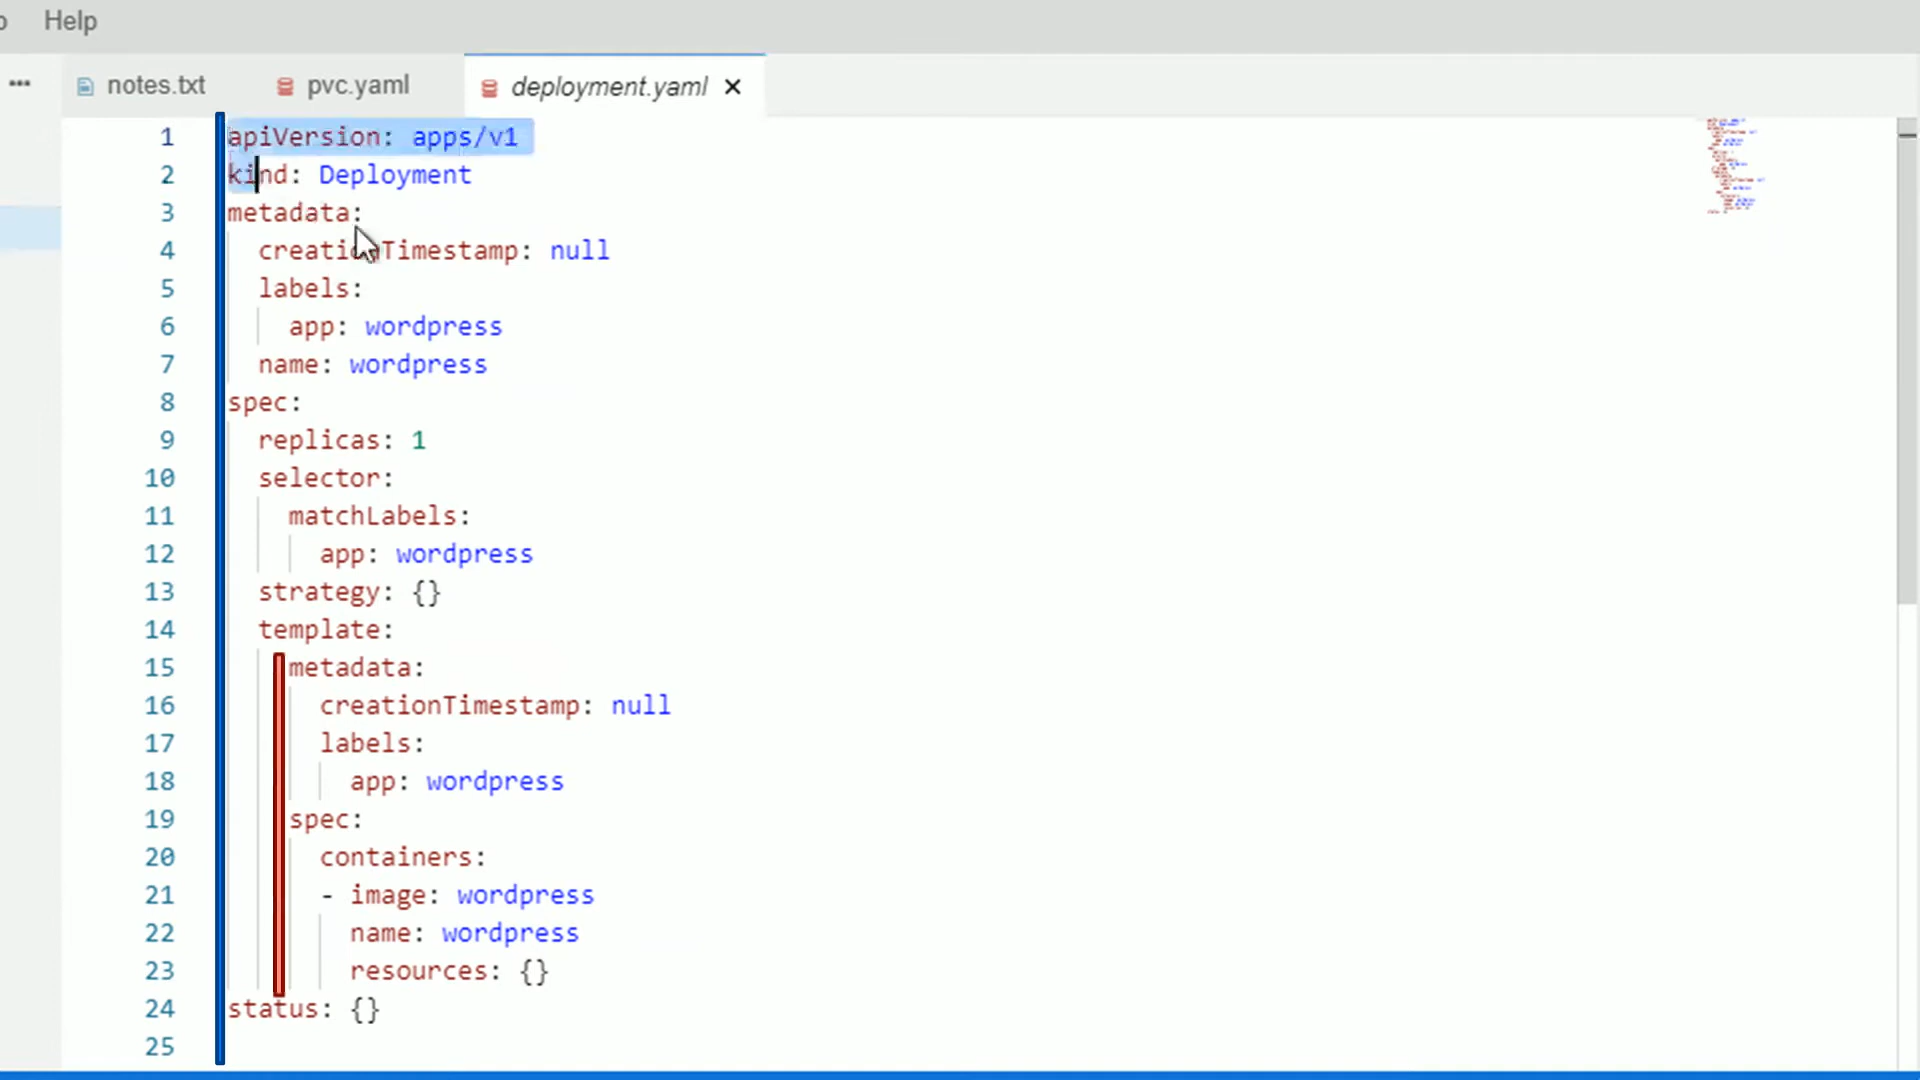 Help
notes.txt pvc.yaml deployment.yaml
1 apiVersion: apps/v1
2 kind: Deployment
3 metadata:
4 creationTimestamp: null
5 labels:
6 app: wordpress
7 name: wordpress
8 spec:
9 replicas: 1
10 selector:
11 matchLabels:
12 app: wordpress
13 strategy: {}
14 template:
15 metadata:
16 creationTimestamp: null
17 labels:
18 app: wordpress
19 spec:
20 containers:
21 - image: wordpress
22 name: wordpress
23 resources: {}
24 status: {}
25